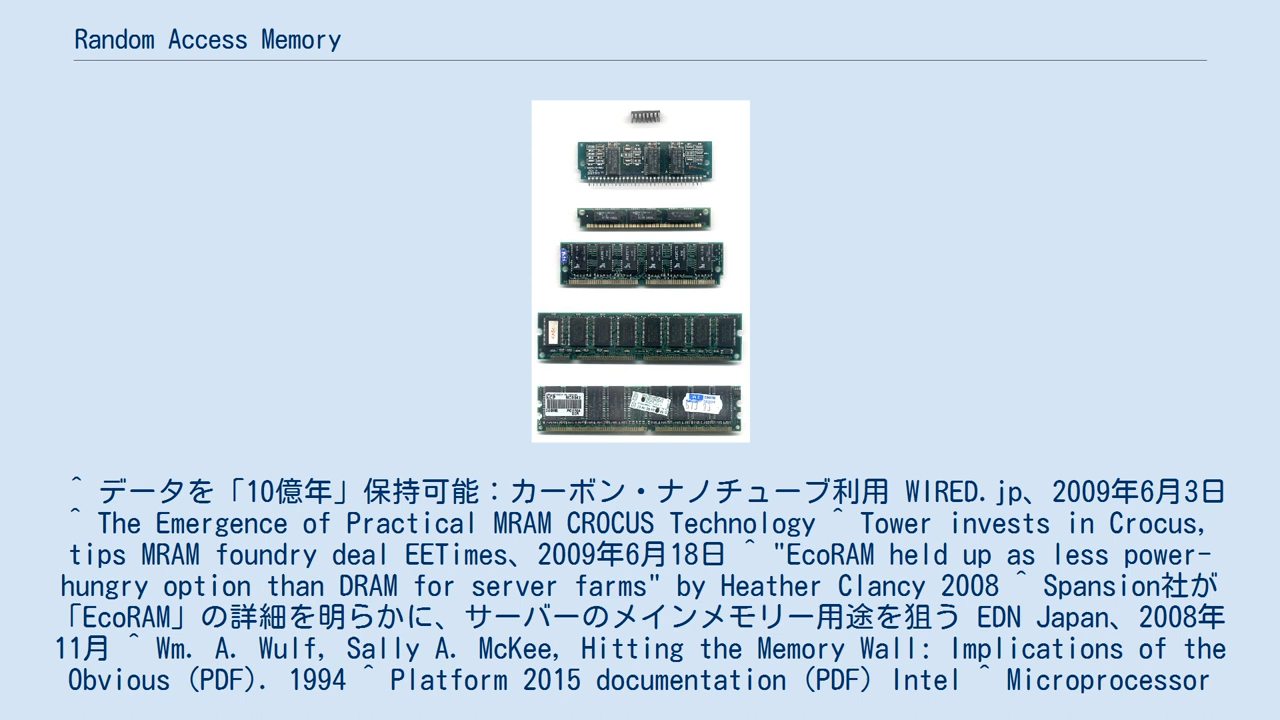 Random Access Memory
^ データを「10億年」保持可能：カーボン・ナノチューブ利用 WIRED.jp、2009年6月3日
^ The Emergence of Practical MRAM CROCUS Technology ^ Tower invests in Crocus,
tips MRAM foundry deal EETimes、2009年6月18日 ^ "EcoRAM held up as less power-
hungry option than DRAM for server farms" by Heather Clancy 2008 ^ Spansion社が
「EcoRAM」の詳細を明らかに、サーバーのメインメモリー用途を狙う EDN Japan、2008年
11月 ^ Wm. A. Wulf, Sally A. McKee, Hitting the Memory Wall: Implications of the
Obvious (PDF). 1994 ^ Platform 2015 documentation (PDF) Intel ^ Microprocessor